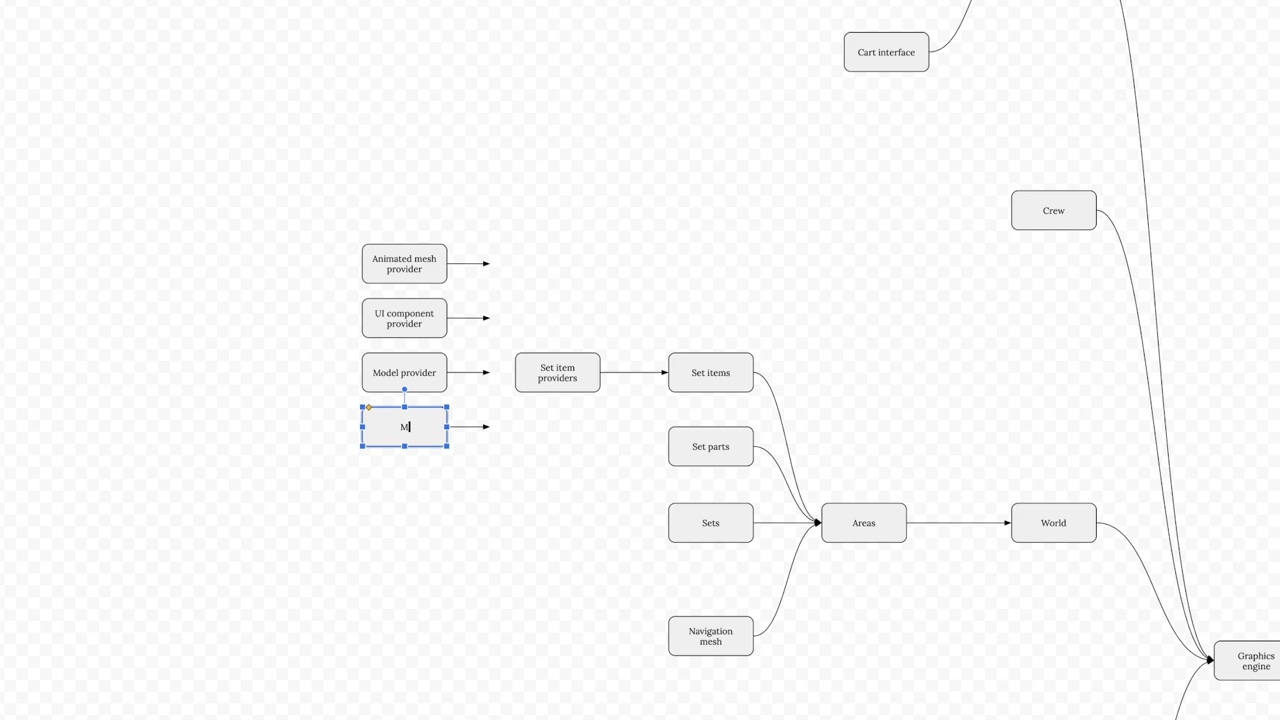 Cart interface
Crew
Animated mesh
provider
UI component
provider
Model provider
Set item
providers
Set items
M
Set parts
Sets
Areas
World
Navigation
mesh
Graphics
engine